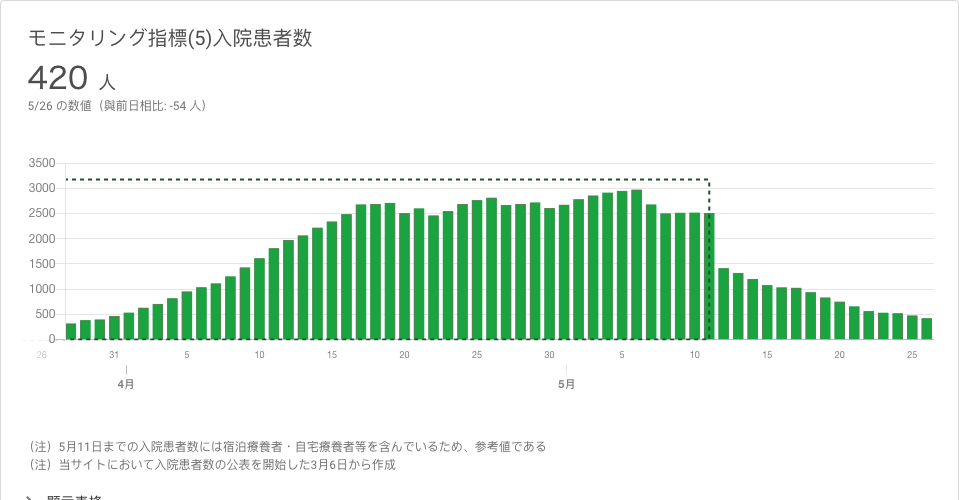 モニタリング指標(5)入院患者数
420 人
5/26 の数値（與前日相比: -54 人）
3500
3000
2500
2000
1500
1000
500
0
26 31 5 10 15 20 25 30 5 10 15 20 25
4月 5月
（注）5月11日までの入院患者数には宿泊療養者・自宅療養者等を含んでいるため、参考値である
（注）当サイトにおいて入院患者数の公表を開始した3月6日から作成